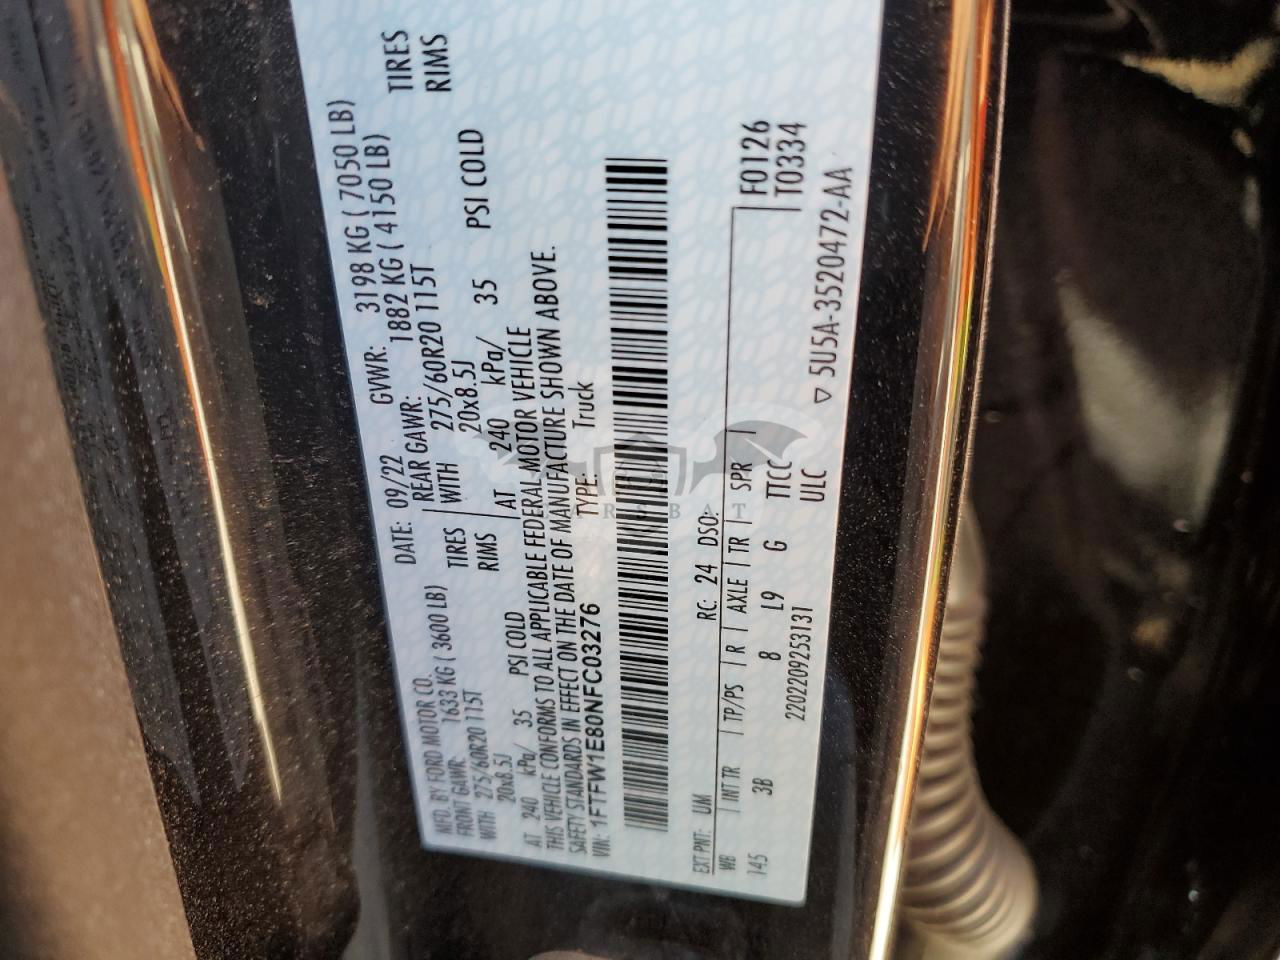 MFD. BY FORD MOTOR CO.
DATE: 09/22 GVWR: 3198 KG ( 7050 LB)
FRONT GAWR: 1633 KG ( 3600 LB)
REAR GAWR: 1882 KG ( 4150 LB)
WITH 275/60R20 115T TIRES
WITH 275/60R20 115T TIRES
20x8.5J RIMS
20x8.5J RIMS
AT 240 kPa/ 35 PSI COLD
AT 240 kPa/ 35 PSI COLD
THIS VEHICLE CONFORMS TO ALL APPLICABLE FEDERAL MOTOR VEHICLE
SAFETY STANDARDS IN EFFECT ON THE DATE OF MANUFACTURE SHOWN ABOVE.
VIN: 1FTFW1E80NFC03276 TYPE: Truck
EXT PNT: UM RC: 24 DSO: F0126
T0334
WB | INT TR | TP/PS | R | AXLE | TR | SPR |
145 3B 8 L9 G TTCC
2202209253131 ULC
▽ 5U5A-3520472-AA